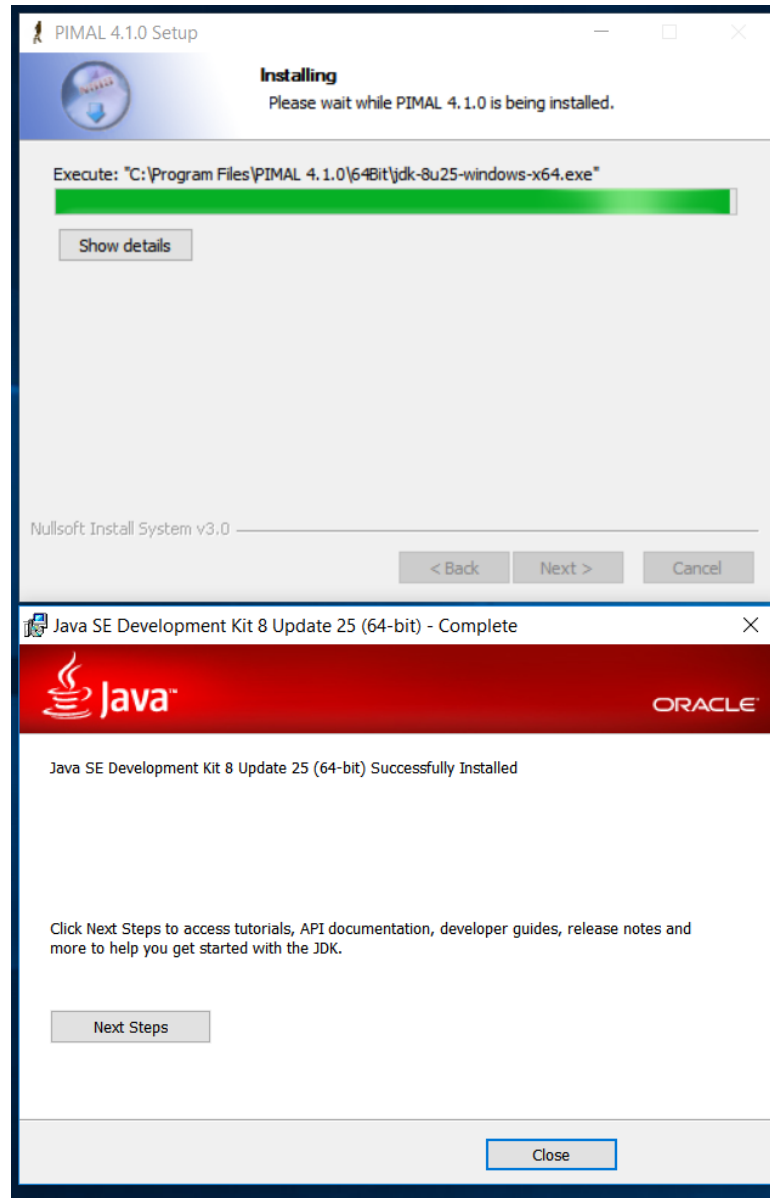 PIMAL 4.1.0 Setup
Installing
Please wait while PIMAL 4.1.0 is being installed.
Execute: "C:\Program Files\PIMAL 4.1.0\64Bit\jdk-8u25-windows-x64.exe"
Show details
Nullsoft Install System v3.0
< Back Next > Cancel
Java SE Development Kit 8 Update 25 (64-bit) - Complete
Java™ ORACLE
Java SE Development Kit 8 Update 25 (64-bit) Successfully Installed
Click Next Steps to access tutorials, API documentation, developer guides, release notes and
more to help you get started with the JDK.
Next Steps
Close